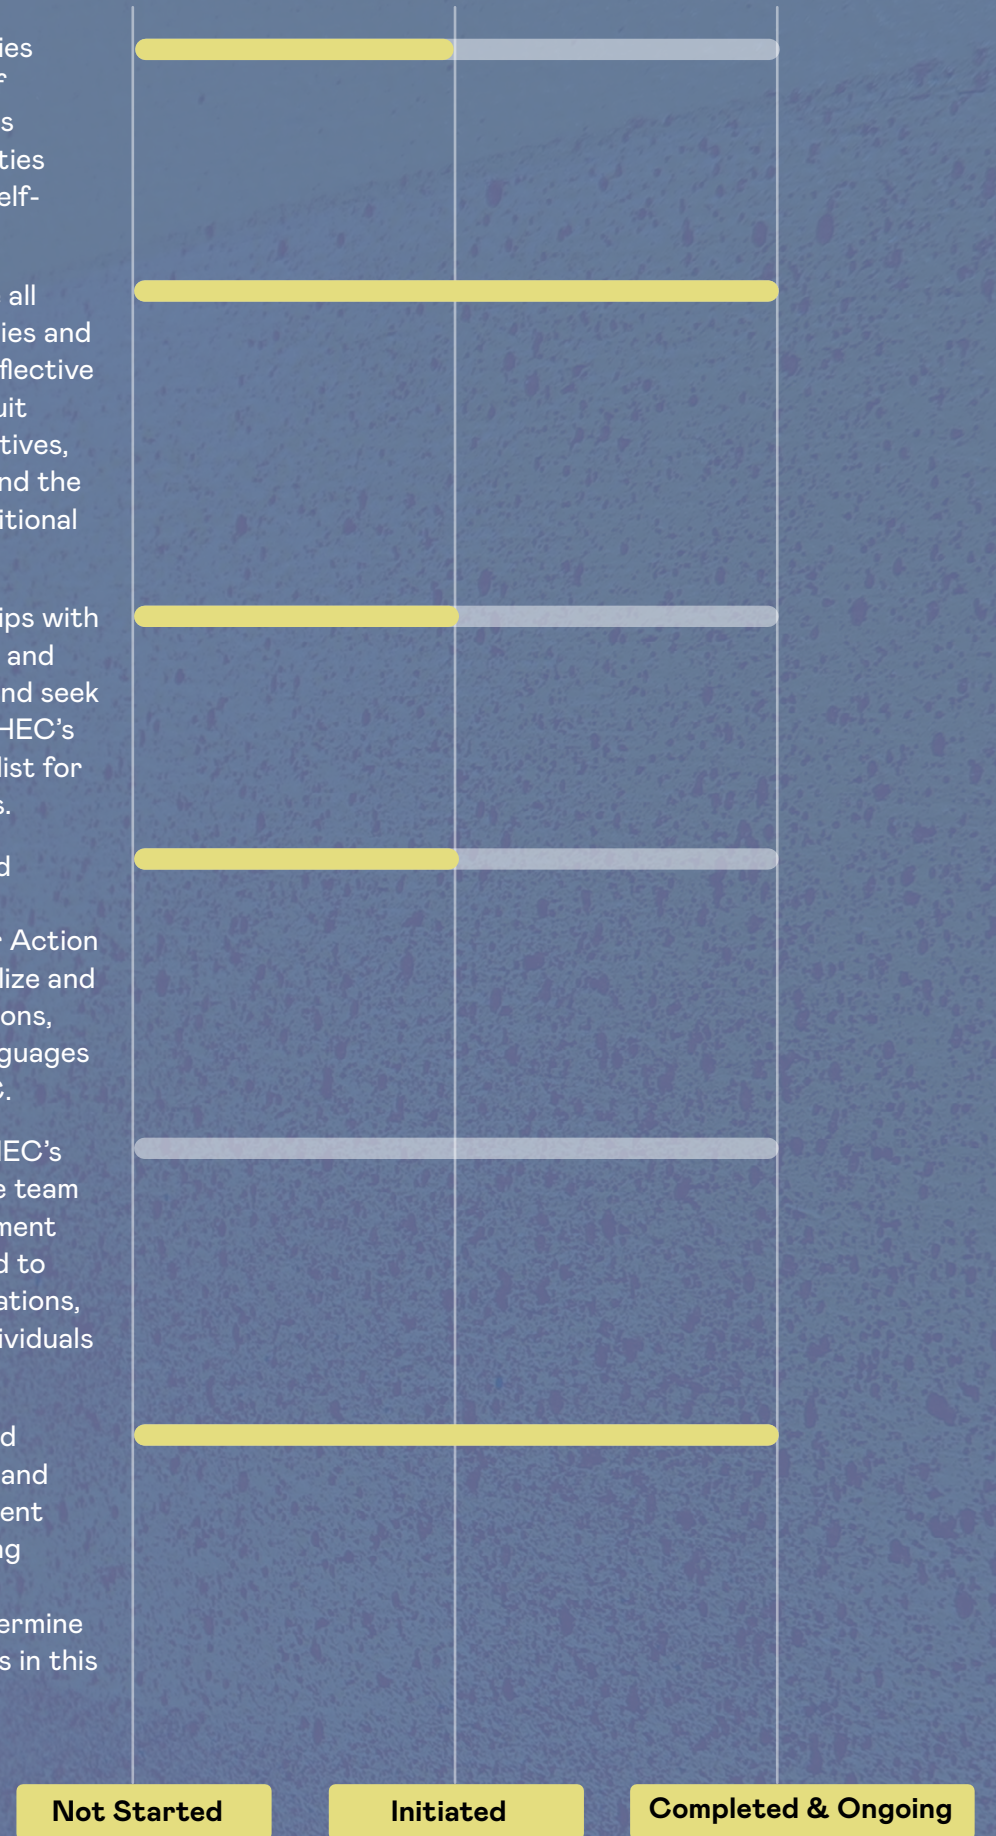 ies
f
s
ties
elf-
all
ies and
flective
uit
tives,
nd the
itional
ips with
and
nd seek
HEC's
list for
s.
d
r Action
lize and
ons,
guages
C.
HEC's
e team
ment
d to
ations,
ividuals
d
and
ent
ng
ermine
s in this
Not Started
Initiated
Completed & Ongoing